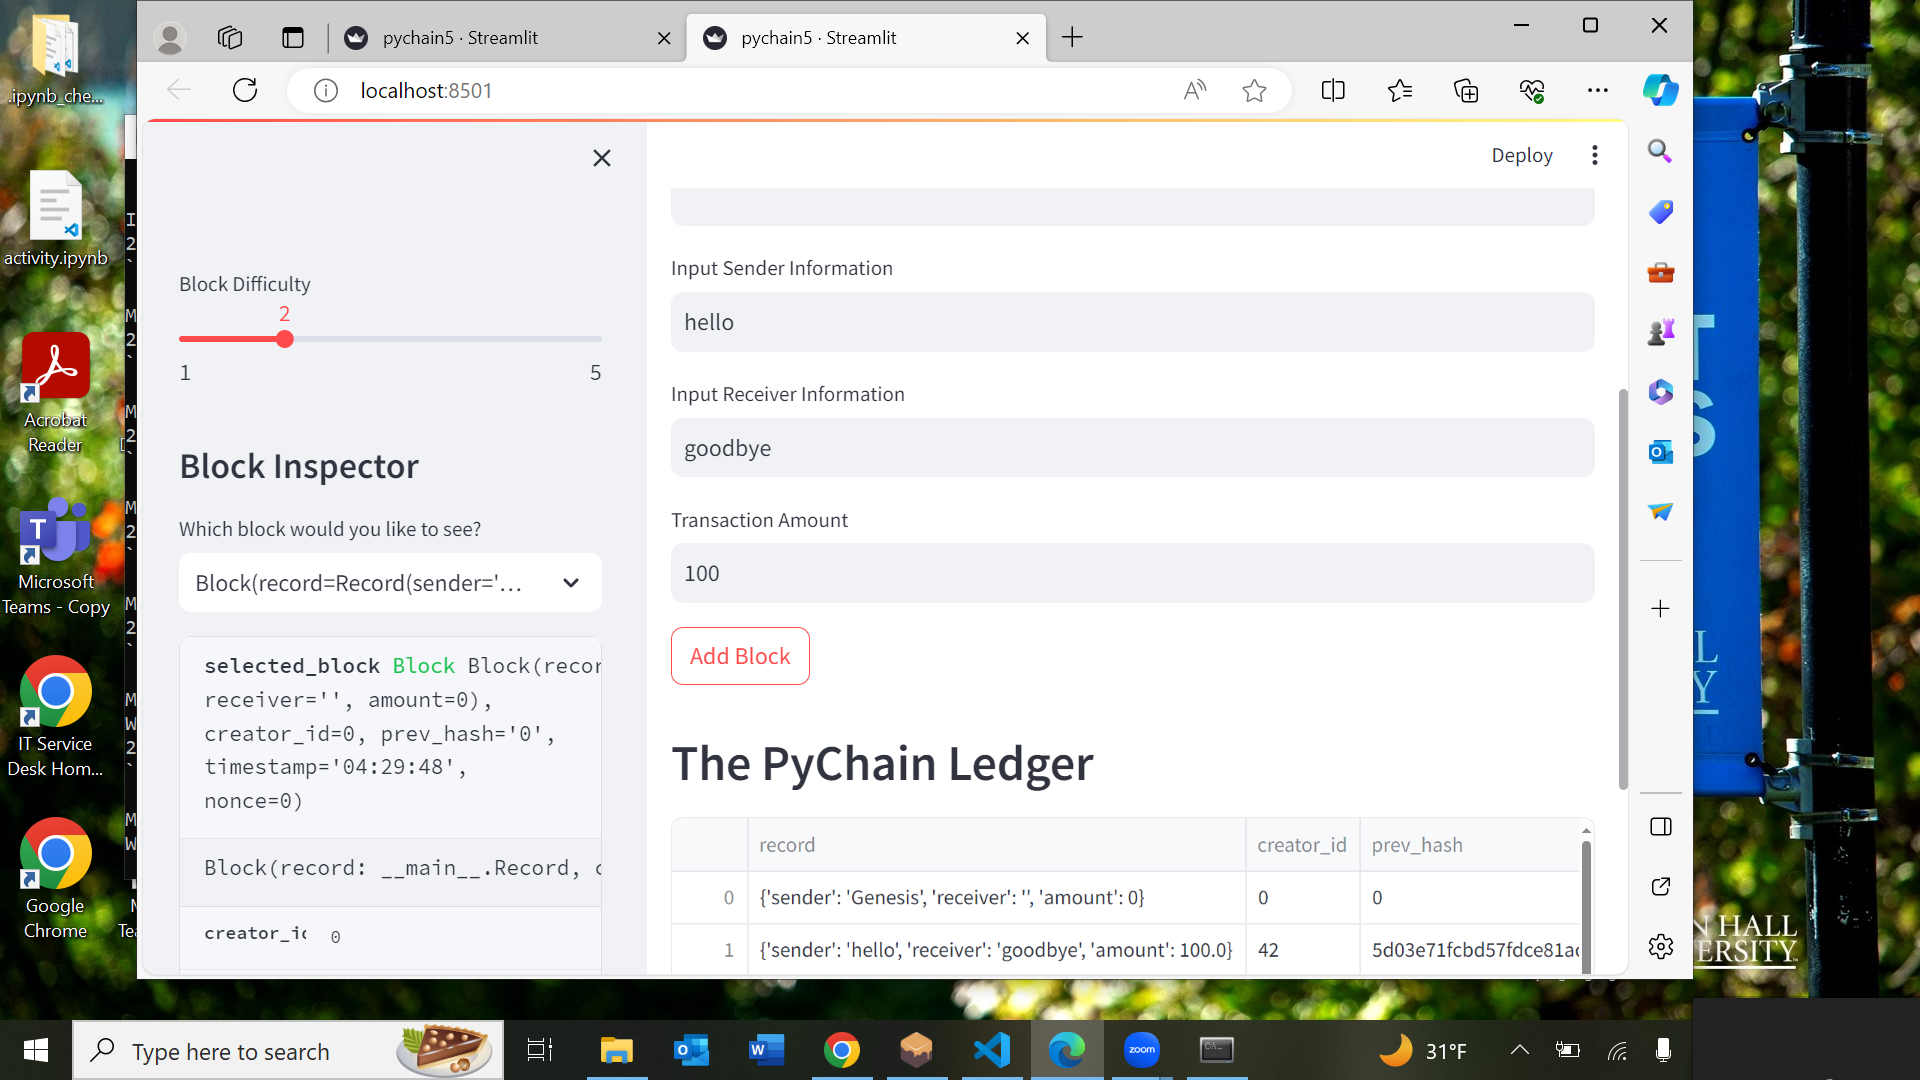 pychain5 · Streamlit
pychain5 · Streamlit
localhost:8501
.ipynb_che...
activity.ipynb
Acrobat
Reader
Microsoft
Teams - Copy
IT Service
Desk Hom...
Google
Chrome
Block Difficulty
2
1
5
Block Inspector
Which block would you like to see?
Block(record=Record(sender='...
selected_block Block Block(recor
receiver='', amount=0),
creator_id=0, prev_hash='0',
timestamp='04:29:48',
nonce=0)
Block(record: __main__.Record, c
creator_id 0
Deploy
Input Sender Information
hello
Input Receiver Information
goodbye
Transaction Amount
100
Add Block
The PyChain Ledger
record creator_id prev_hash
0 {'sender': 'Genesis', 'receiver': '', 'amount': 0} 0 0
1 {'sender': 'hello', 'receiver': 'goodbye', 'amount': 100.0} 42 5d03e71fcbd57fdce81ac
N HALL
ERSITY
Type here to search
zoom
31°F